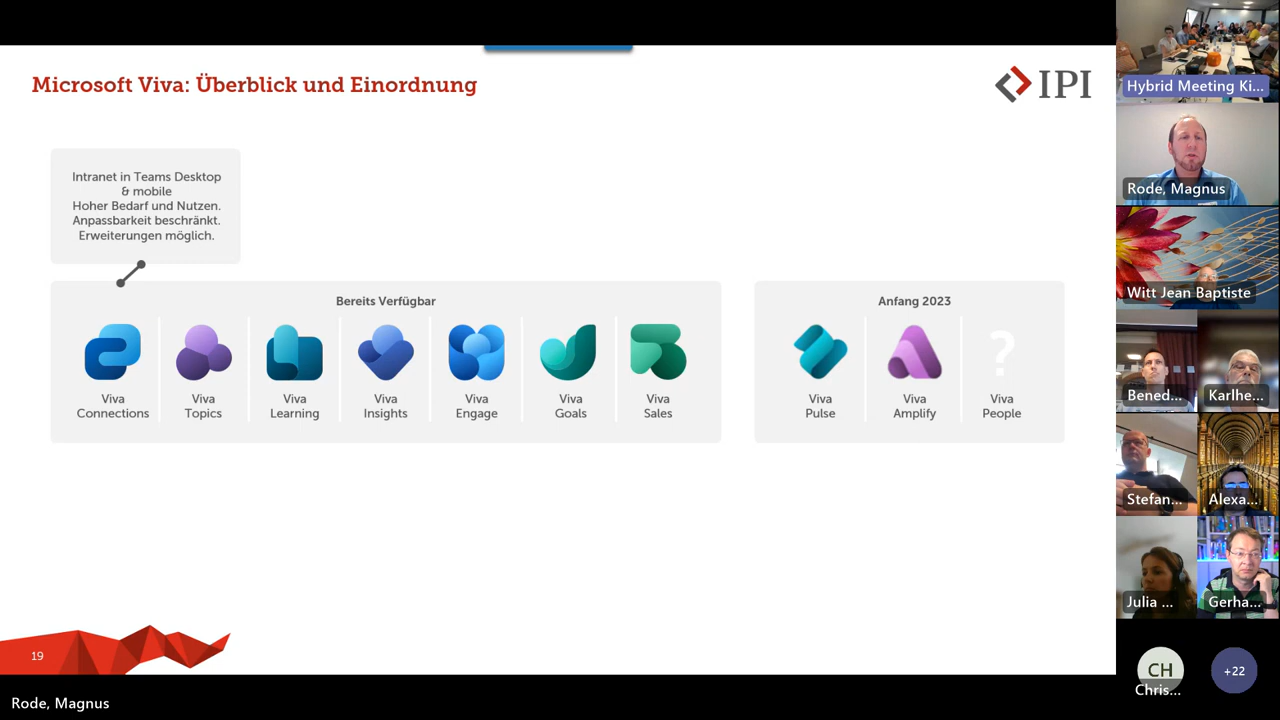 Microsoft Viva: Überblick und Einordnung
IPI
Intranet in Teams Desktop
& mobile
Hoher Bedarf und Nutzen.
Anpassbarkeit beschränkt.
Erweiterungen möglich.
Bereits Verfügbar
Viva
Connections
Viva
Topics
Viva
Learning
Viva
Insights
Viva
Engage
Viva
Goals
Viva
Sales
Anfang 2023
Viva
Pulse
Viva
Amplify
?
Viva
People
19
Rode, Magnus
Hybrid Meeting Ki...
Rode, Magnus
Witt Jean Baptiste
Bened...
Karlhe...
Stefan...
Alexa...
Julia ...
Gerha...
CH
Chris...
+22